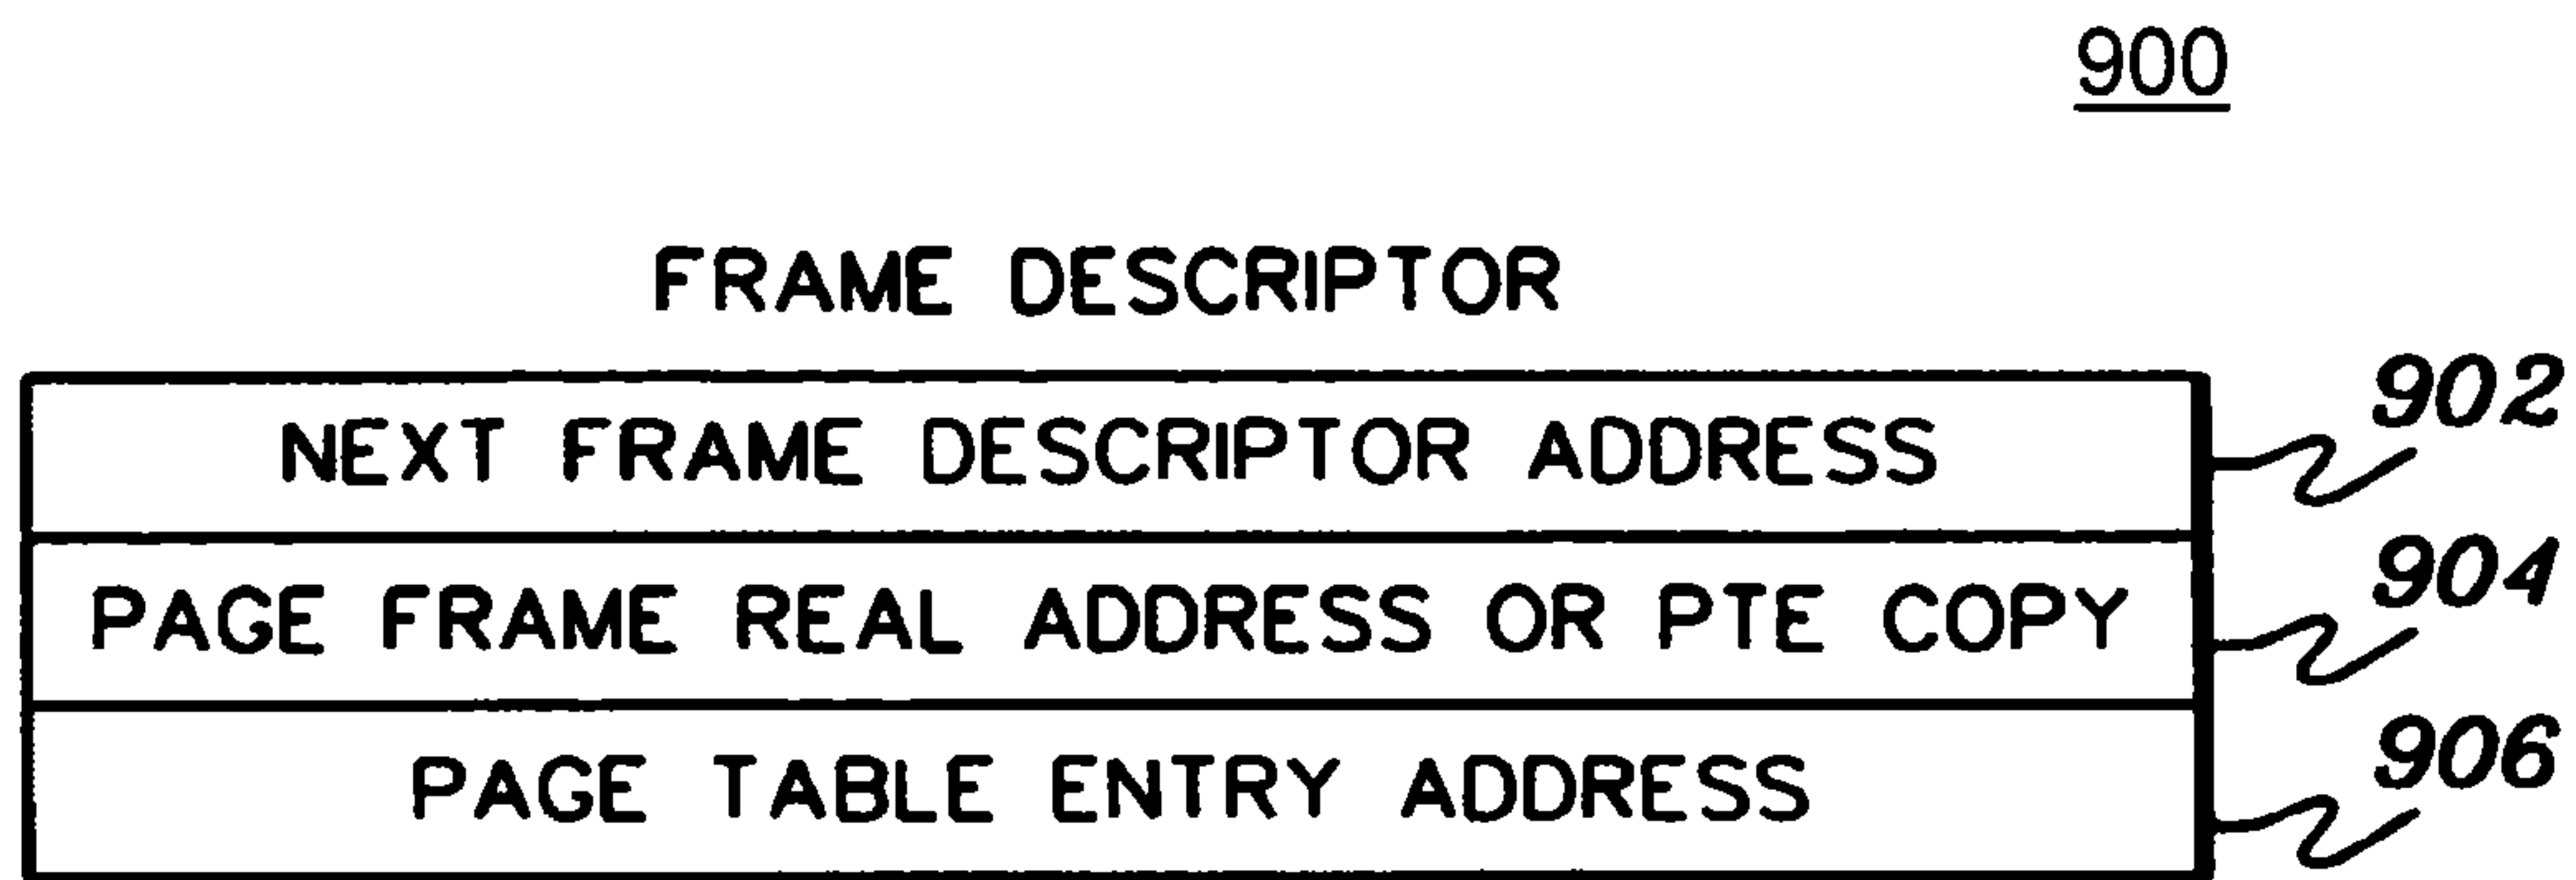 900
FRAME DESCRIPTOR
NEXT FRAME DESCRIPTOR ADDRESS 902
PAGE FRAME REAL ADDRESS OR PTE COPY 904
PAGE TABLE ENTRY ADDRESS 906